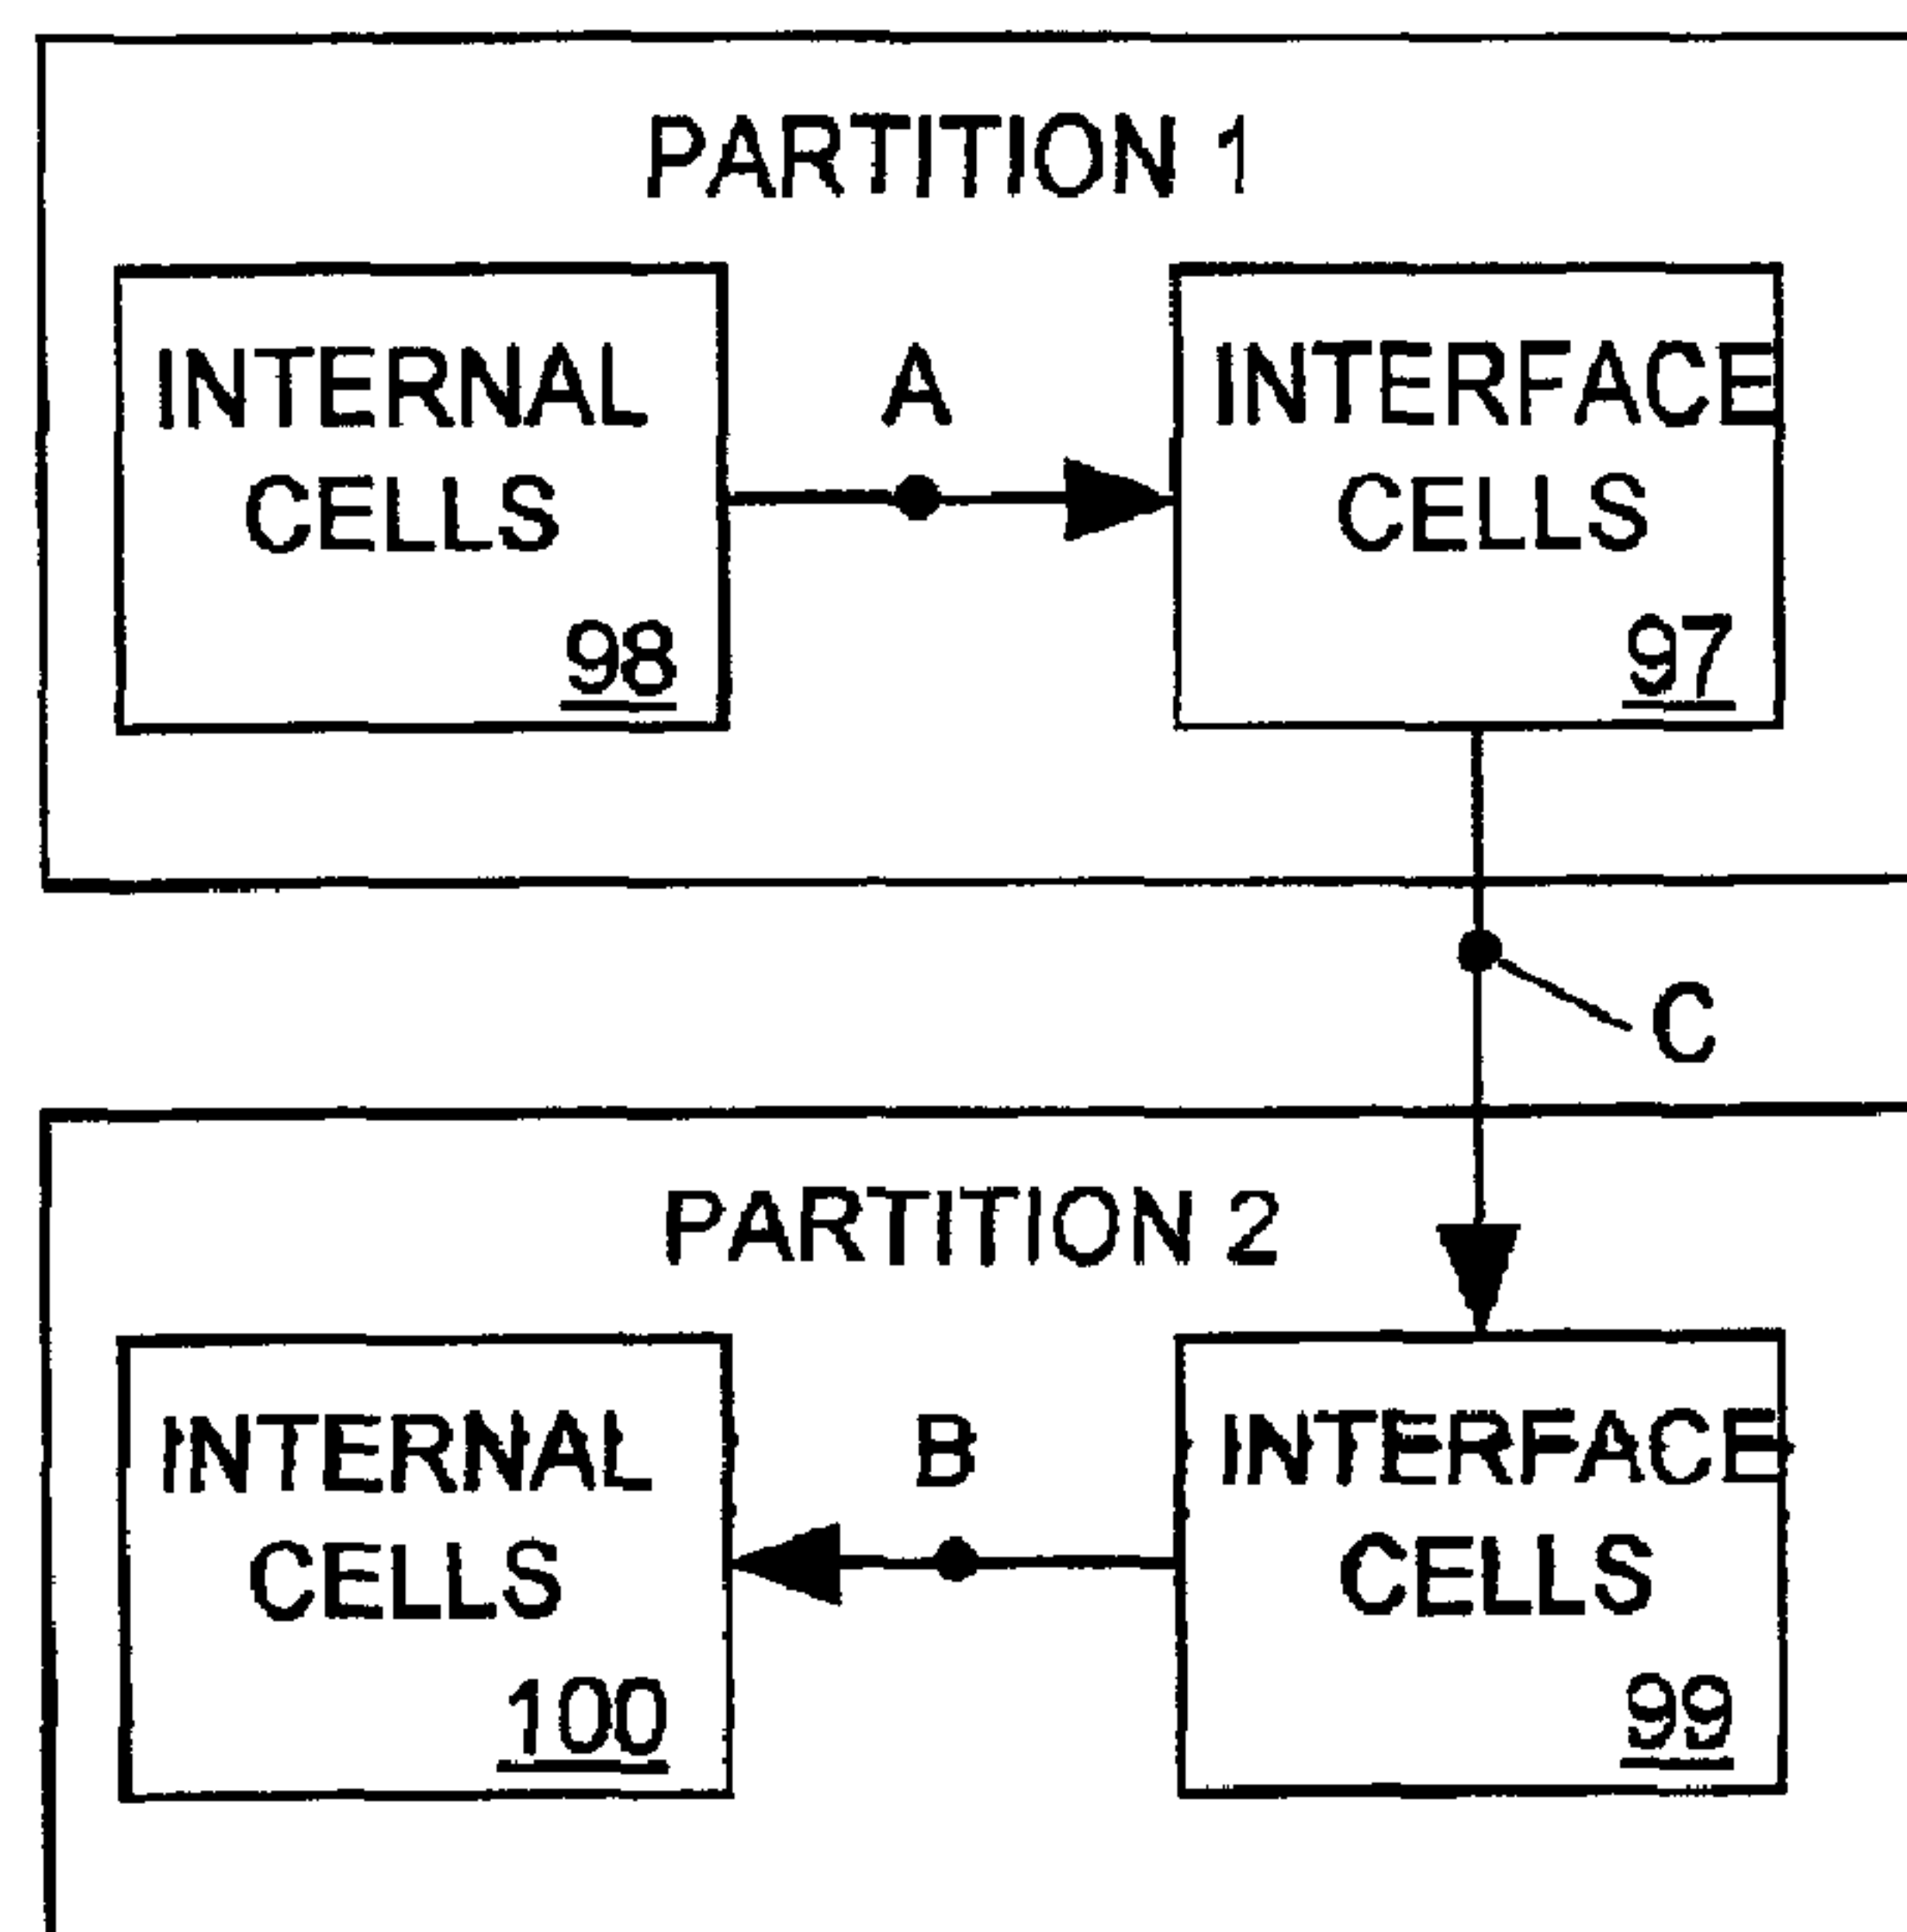 PARTITION 1
INTERNAL
CELLS
98
A
INTERFACE
CELLS
97
C
PARTITION 2
INTERNAL
CELLS
100
B
INTERFACE
CELLS
99